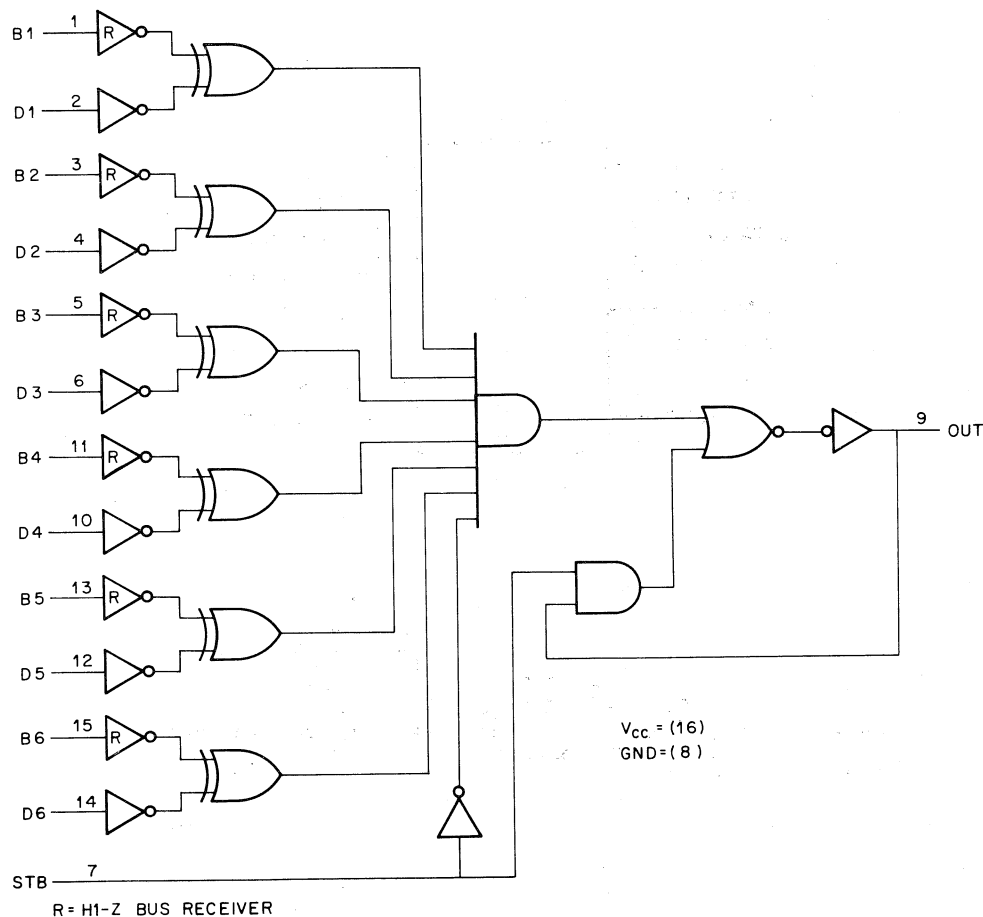 B1 1 R
D1 2
B2 3 R
D2 4
B3 5 R
D3 6
B4 11 R
D4 10
B5 13 R
D5 12
B6 15 R
D6 14
9 OUT
VCC = (16)
GND=(8)
STB 7
R= H1-Z BUS RECEIVER